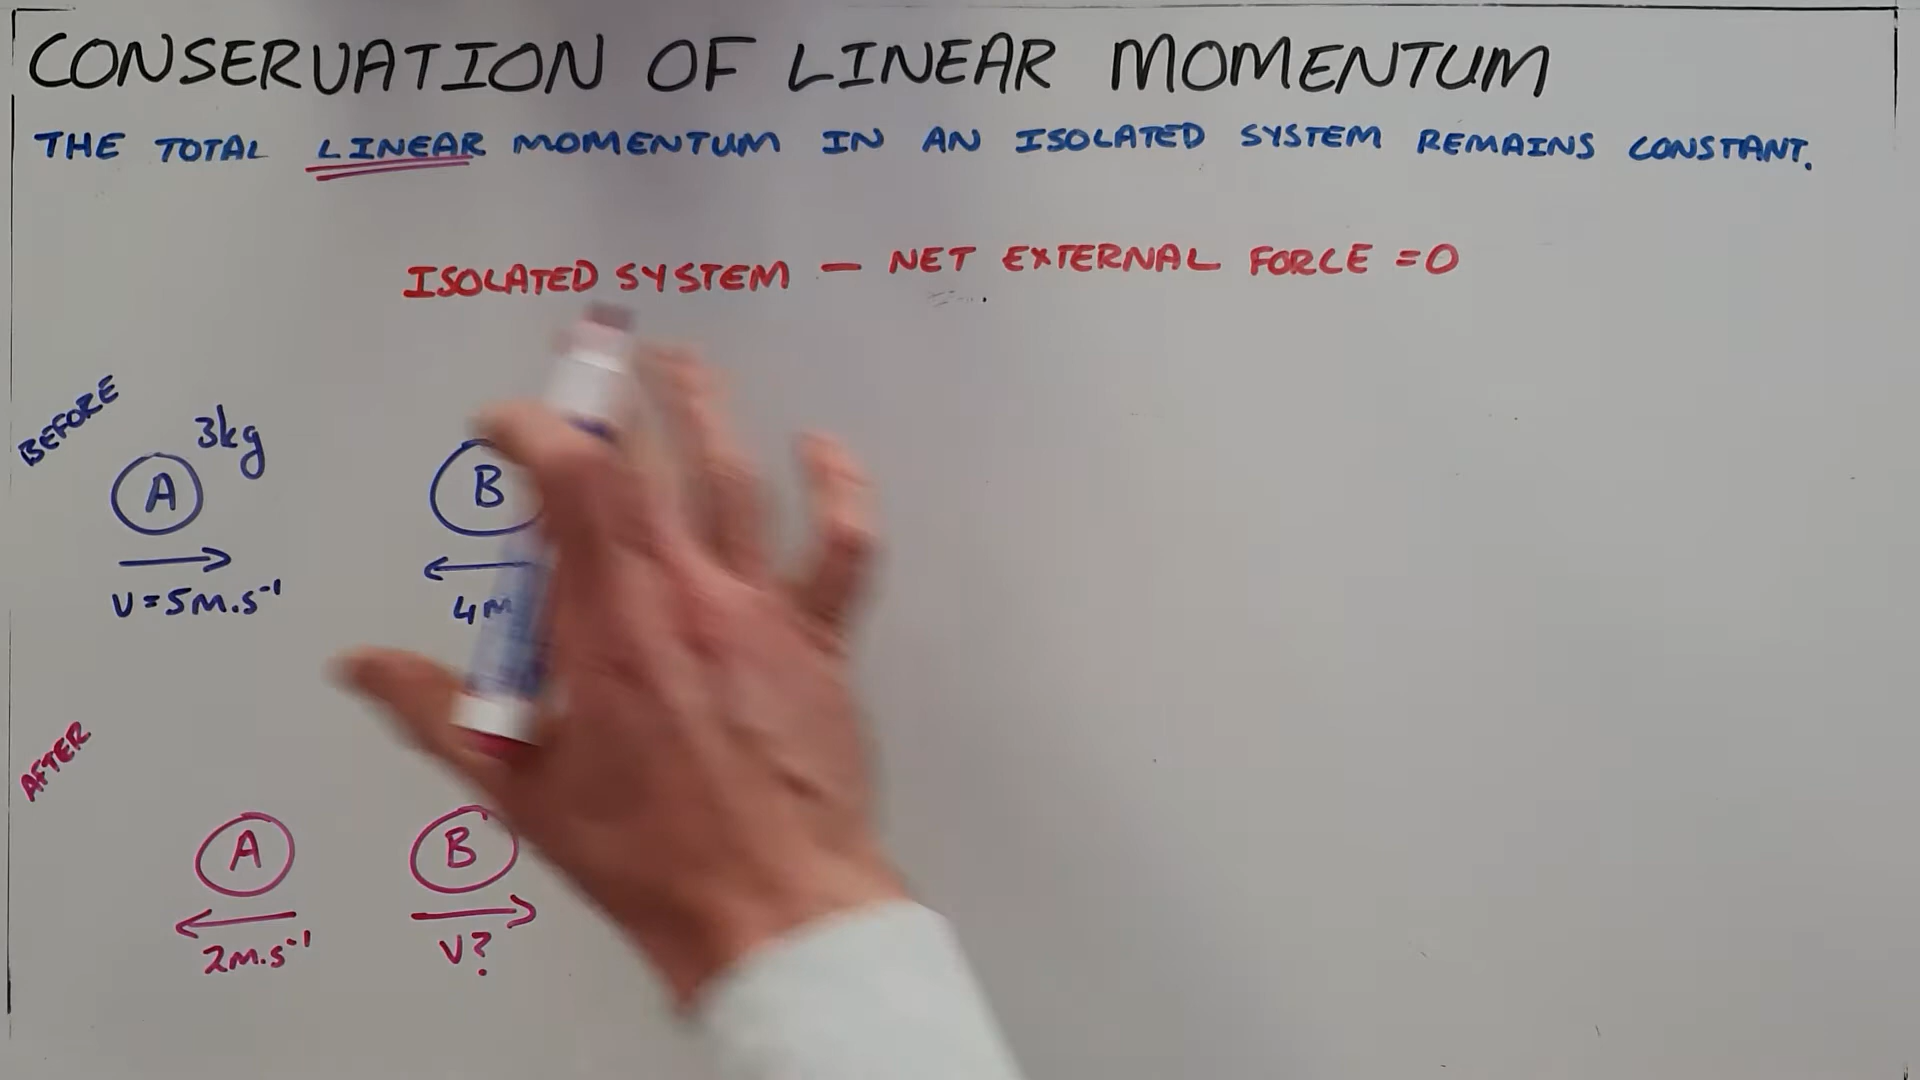 CONSERVATION OF LINEAR MOMENTUM
THE TOTAL LINEAR MOMENTUM IN AN ISOLATED SYSTEM REMAINS CONSTANT.
ISOLATED SYSTEM — NET EXTERNAL FORCE = 0
BEFORE
3kg
A
B
V = 5M.S⁻¹
4M
AFTER
A
B
2M.S⁻¹
V?